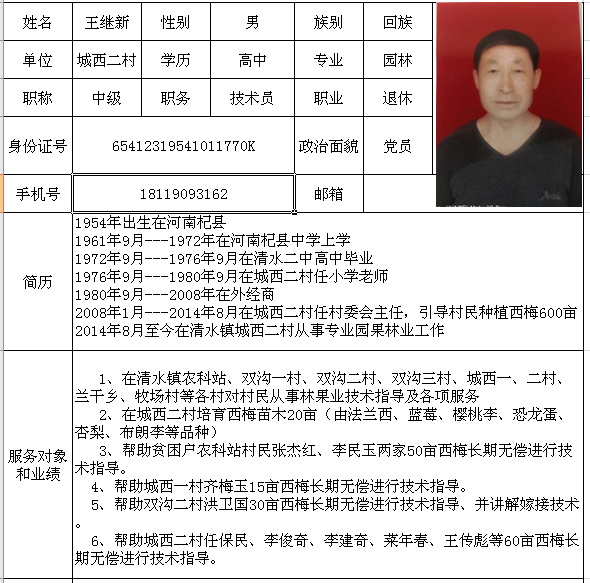 姓名 王继新 性别 男 族别 回族
单位 城西二村 学历 高中 专业 园林
职称 中级 职务 技术员 职业 退休
身份证号 65412319541011770K 政治面貌 党员
手机号 18119093162 邮箱
简历
1954年出生在河南杞县
1961年9月---1972年在河南杞县中学上学
1972年9月---1976年9月在清水二中高中毕业
1976年9月---1980年9月在城西二村任小学老师
1980年9月---2008年在外经商
2008年1月---2014年8月在城西二村任村委会主任，引导村民种植西梅600亩
2014年8月至今在清水镇城西二村从事专业园果林业工作
服务对象
和业绩
1、在清水镇农科站、双沟一村、双沟二村、双沟三村、城西一、二村、
兰干乡、牧场村等各村对村民从事林果业技术指导及各项服务
2、在城西二村培育西梅苗木20亩（由法兰西、蓝莓、樱桃李、恐龙蛋、
杏梨、布朗李等品种）
3、帮助贫困户农科站村民张杰红、李民玉两家50亩西梅长期无偿进行技
术指导。
4、帮助城西一村齐梅玉15亩西梅长期无偿进行技术指导。
5、帮助双沟二村洪卫国30亩西梅长期无偿进行技术指导、并讲解嫁接技术
。
6、帮助城西二村任保民、李俊奇、李建奇、菜年春、王传彪等60亩西梅长
期无偿进行技术指导。